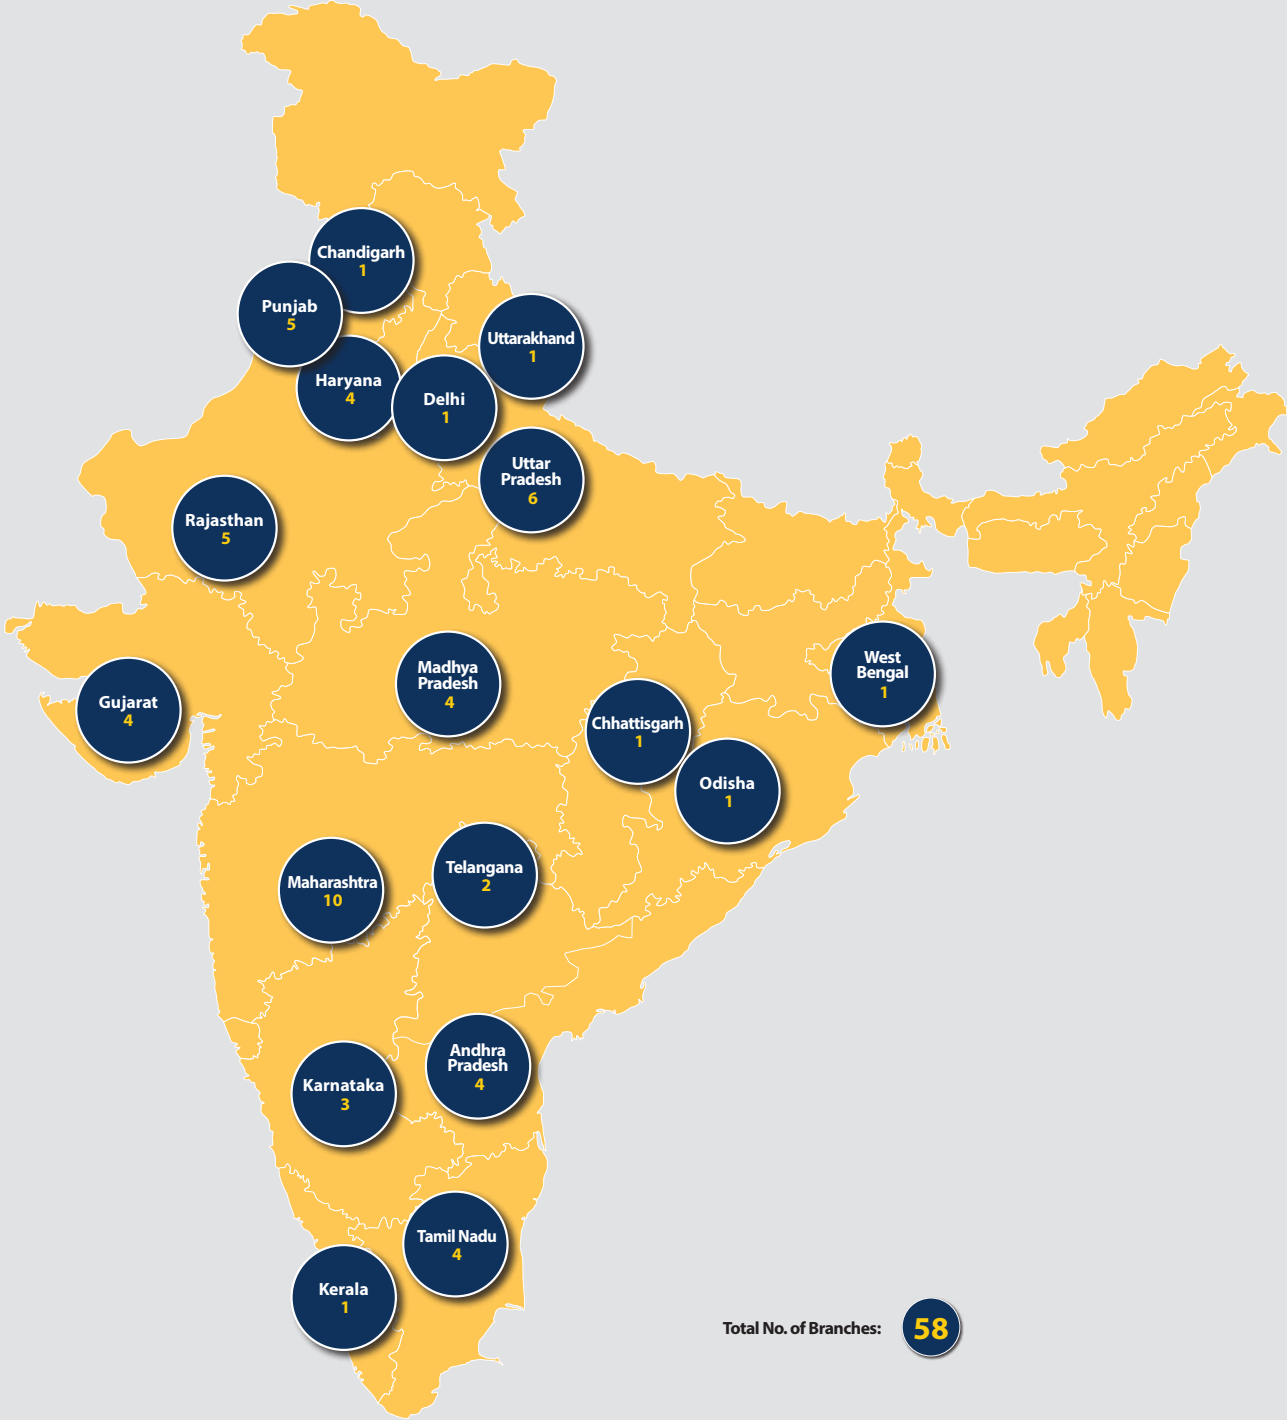 Chandigarh
1
Punjab
5
Uttarakhand
1
Haryana
4
Delhi
1
Uttar
Pradesh
6
Rajasthan
5
Madhya
Pradesh
4
West
Bengal
1
Gujarat
4
Chhattisgarh
1
Odisha
1
Maharashtra
10
Telangana
2
Andhra
Pradesh
4
Karnataka
3
Tamil Nadu
4
Kerala
1
Total No. of Branches:
58